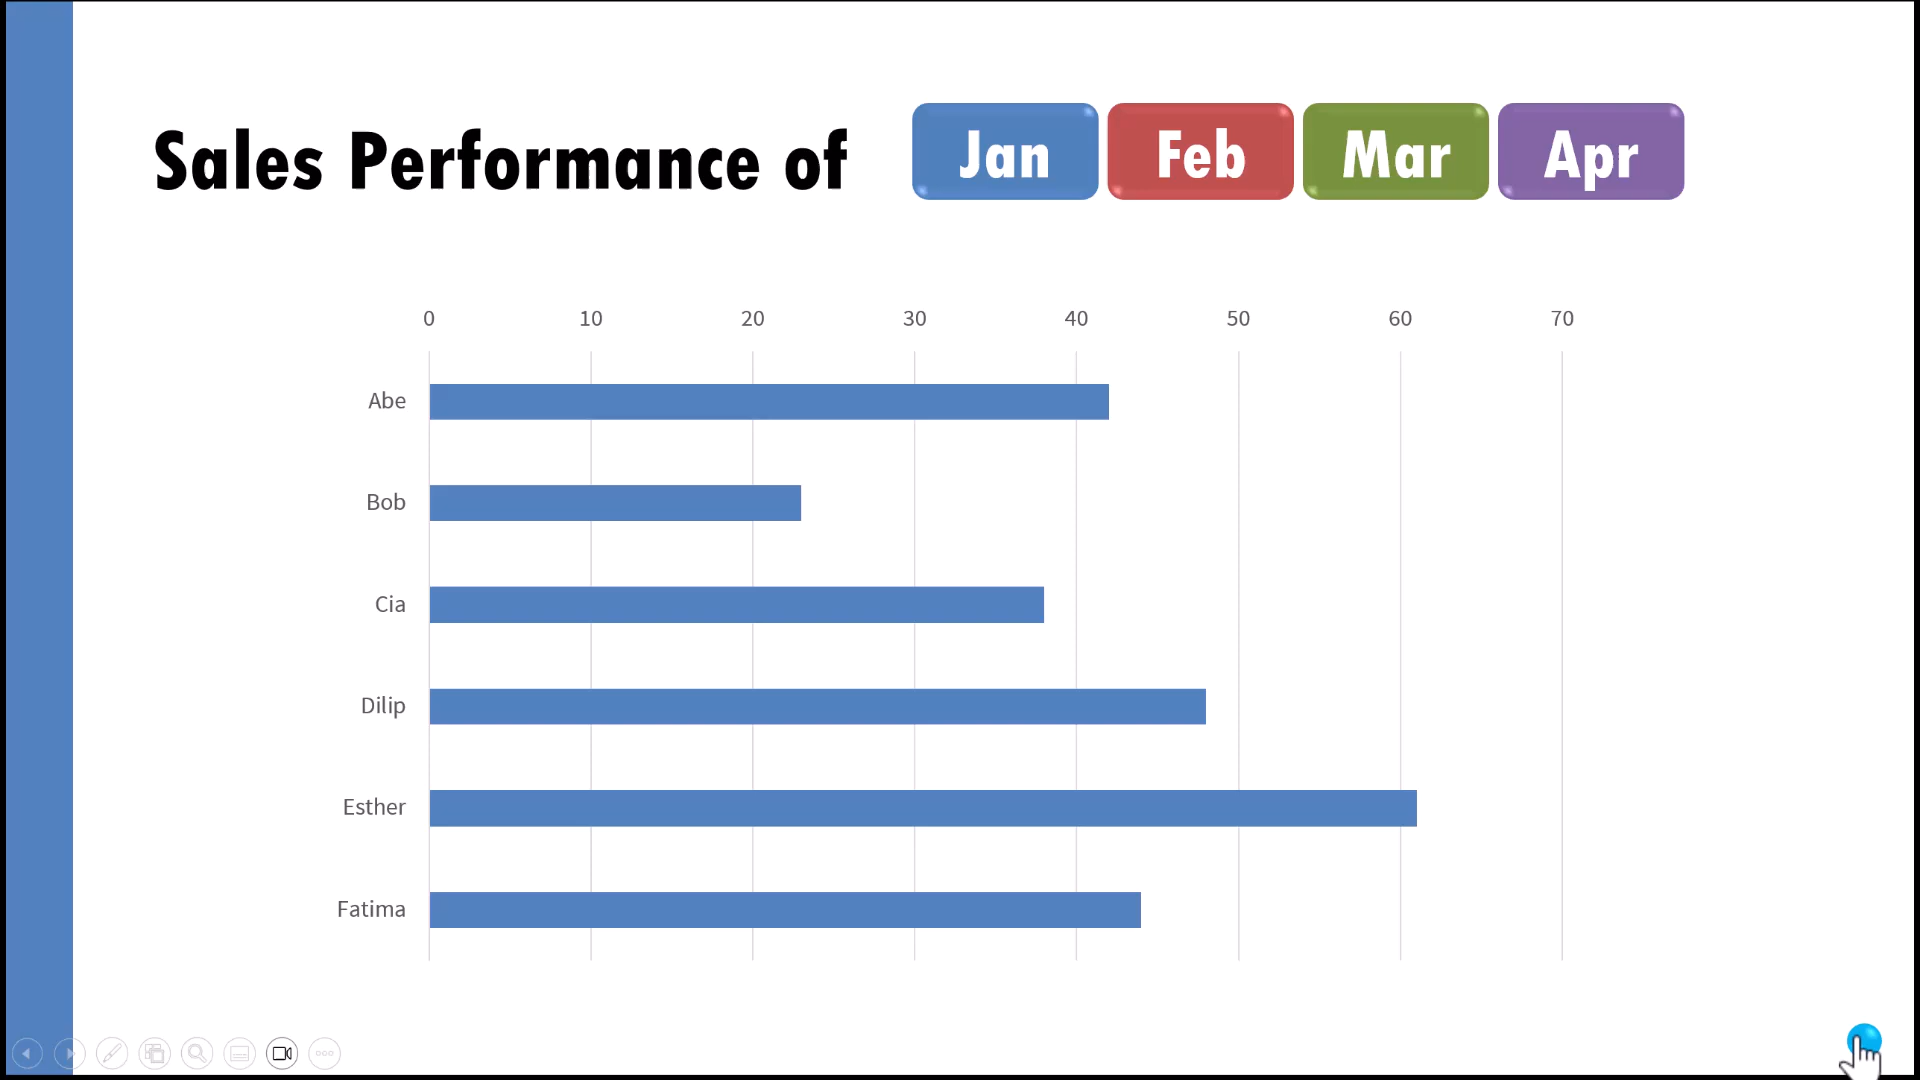 Sales Performance of Jan Feb Mar Apr
0 10 20 30 40 50 60 70
Abe
Bob
Cia
Dilip
Esther
Fatima